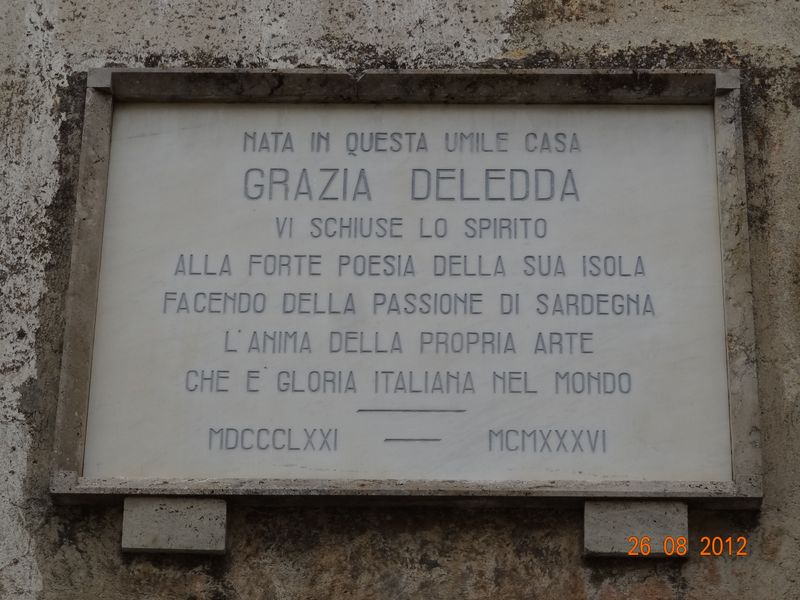 NATA IN QUESTA UMILE CASA
GRAZIA DELEDDA
VI SCHIUSE LO SPIRITO
ALLA FORTE POESIA DELLA SUA ISOLA
FACENDO DELLA PASSIONE DI SARDEGNA
L'ANIMA DELLA PROPRIA ARTE
CHE E' GLORIA ITALIANA NEL MONDO
MDCCCLXXI — MCMXXXVI
26 08 2012